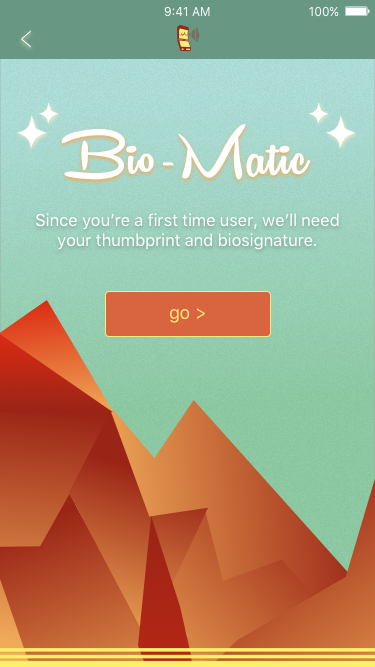 9:41 AM 100%
Bio - Matic
Since you’re a first time user, we’ll need
your thumbprint and biosignature.
go >